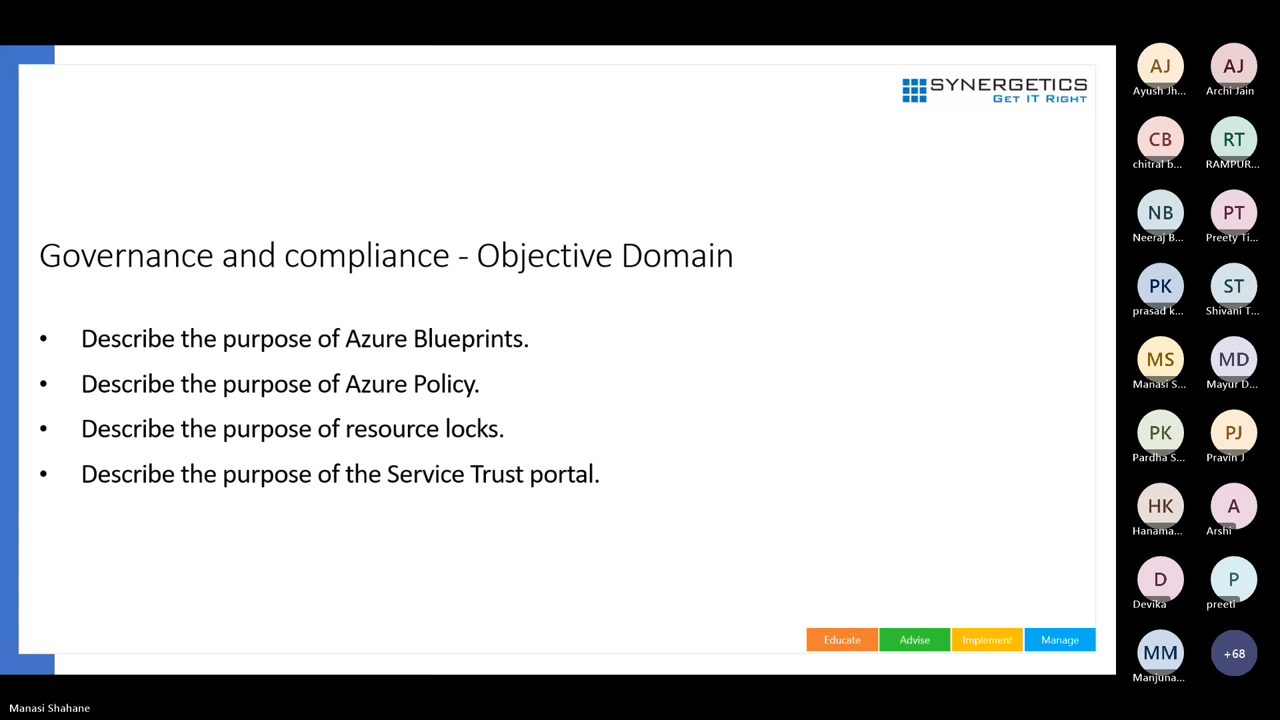 SYNERGETICS
GET IT RIGHT
Governance and compliance - Objective Domain
• Describe the purpose of Azure Blueprints.
• Describe the purpose of Azure Policy.
• Describe the purpose of resource locks.
• Describe the purpose of the Service Trust portal.
Educate Advise Implement Manage
AJ AJ
Ayush Jh... Archi Jain
CB RT
chitral b... RAMPUR...
NB PT
Neeraj B... Preety Ti...
PK ST
prasad k... Shivani T...
MS MD
Manasi S... Mayur D...
PK PJ
Pardha S... Pravin J
HK A
Hanama... Arshi
D P
Devika preeti
MM +68
Manjuna...
Manasi Shahane